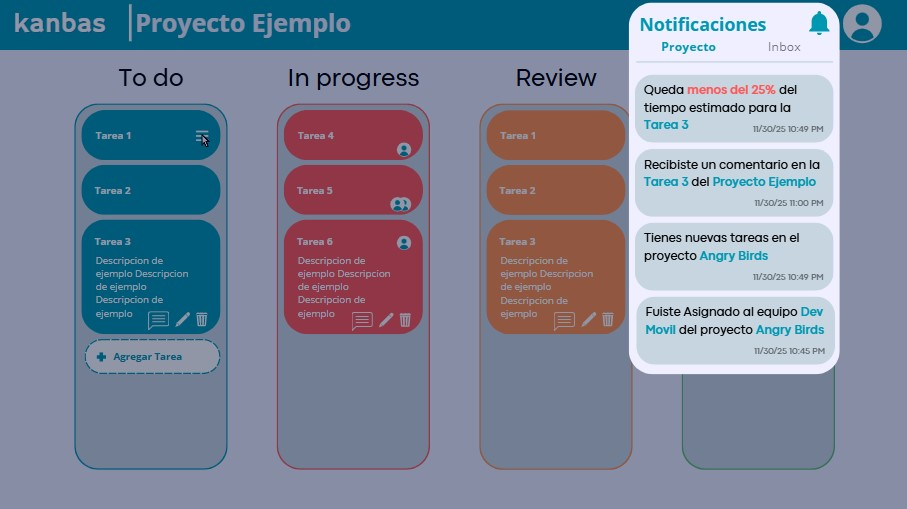 kanbas
Proyecto Ejemplo
To do
Tarea 1
Tarea 2
Tarea 3
Descripcion de
ejemplo Descripcion
de ejemplo
Descripcion de
ejemplo
Agregar Tarea
In progress
Tarea 4
Tarea 5
Tarea 6
Descripcion de
ejemplo Descripcion
de ejemplo
Descripcion de
ejemplo
Review
Tarea 1
Tarea 2
Tarea 3
Descripcion de
ejemplo Descripcion
de ejemplo
Descripcion de
ejemplo
Notificaciones
Proyecto Inbox
Queda menos del 25% del
tiempo estimado para la
Tarea 3
11/30/25 10:49 PM
Recibiste un comentario en la
Tarea 3 del Proyecto Ejemplo
11/30/25 11:00 PM
Tienes nuevas tareas en el
proyecto Angry Birds
11/30/25 10:49 PM
Fuiste Asignado al equipo Dev
Movil del proyecto Angry Birds
11/30/25 10:45 PM